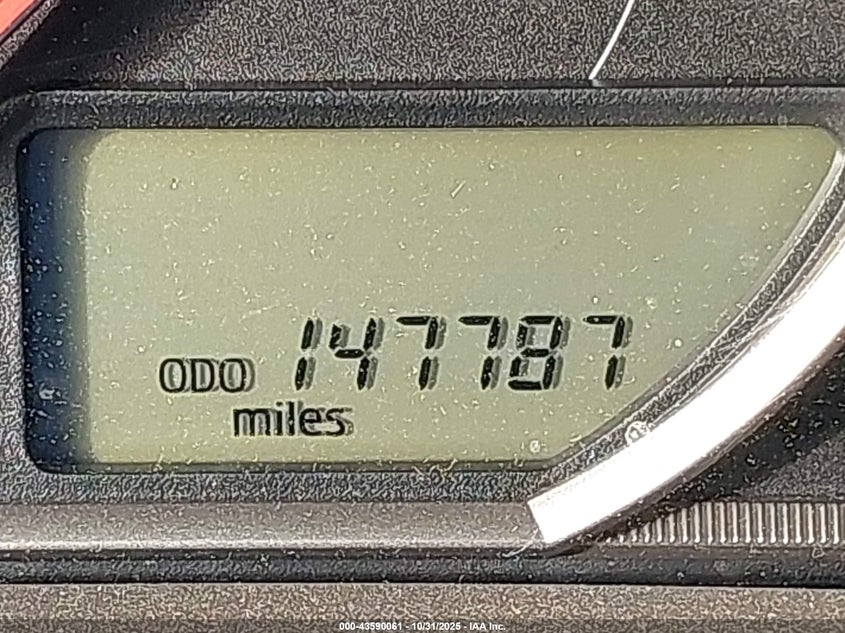 ODO 147787
miles
000-43590061 - 10/31/2025 - IAA Inc.